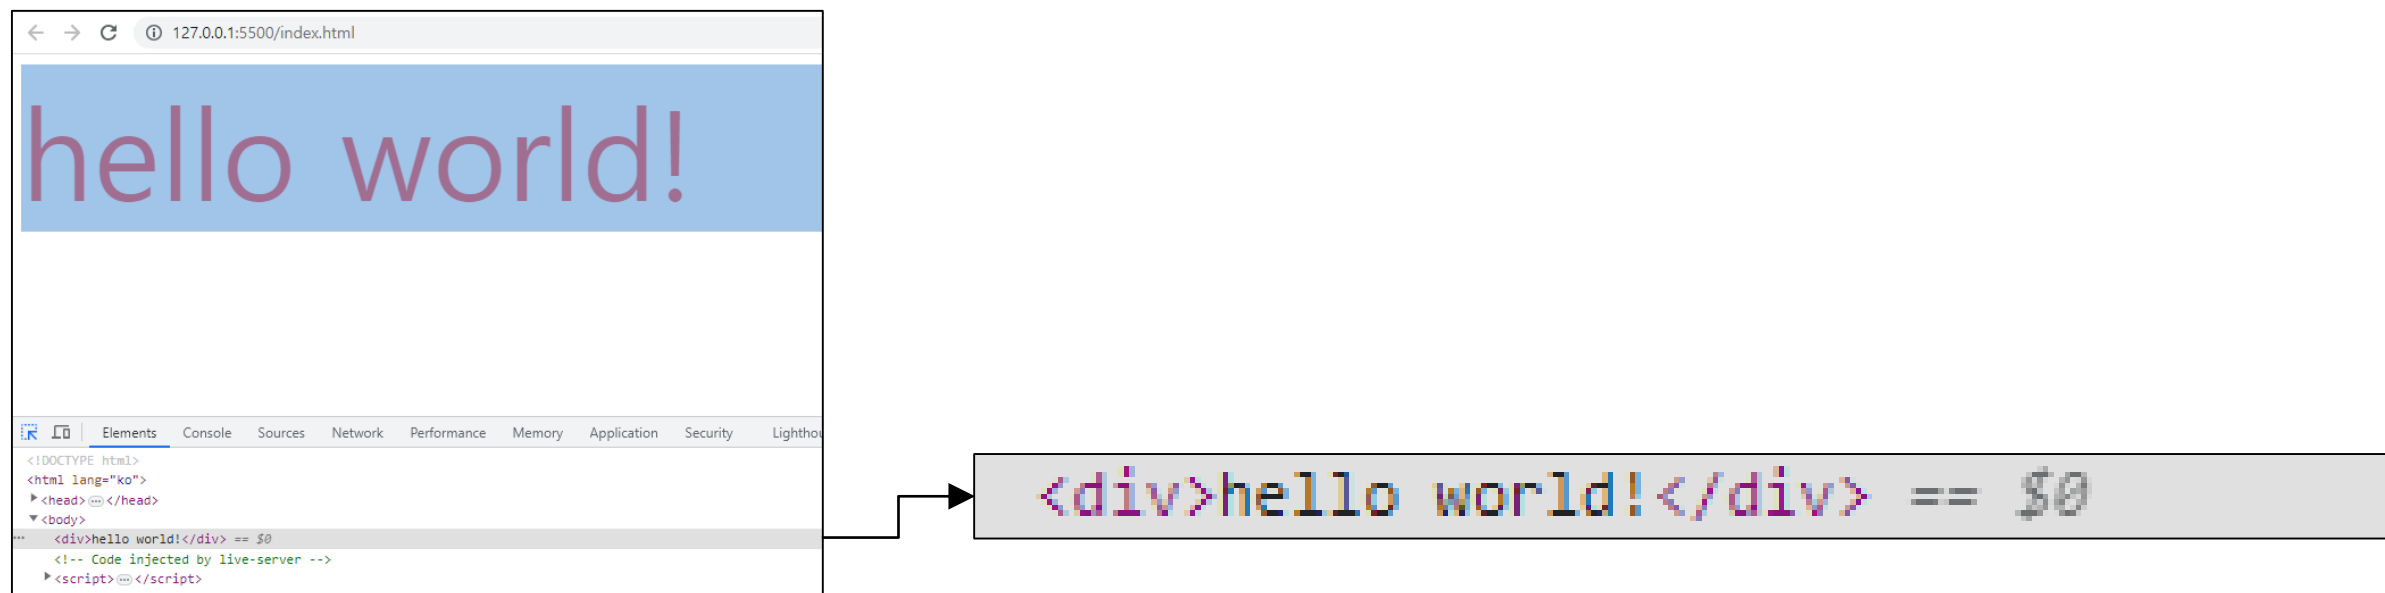 127.0.0.1:5500/index.html
hello world!
Elements Console Sources Network Performance Memory Application Security Lighthou
<!DOCTYPE html>
<html lang="ko">
<head>…</head>
<body>
<div>hello world!</div> == $0
<!-- Code injected by live-server -->
<script>…</script>
<div>hello world!</div> == $0